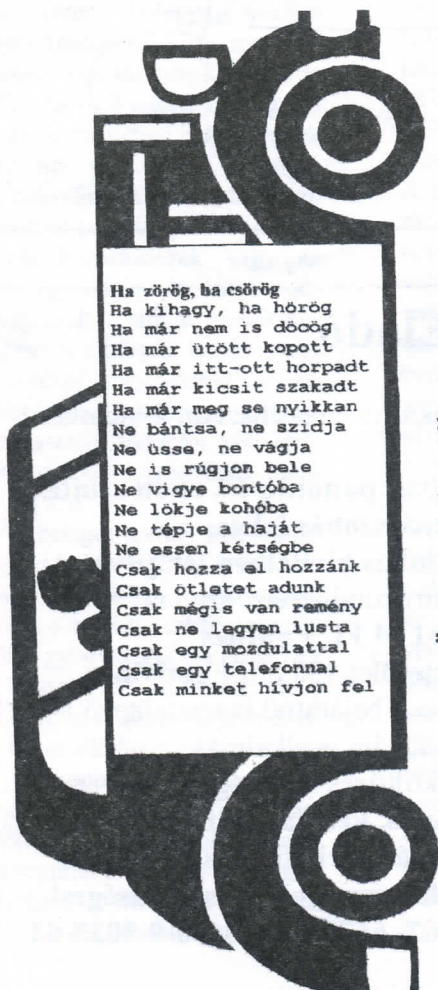 Ha zörög, ha csörög
Ha kihagy, ha hörög
Ha már nem is döcög
Ha már ütött kopott
Ha már itt-ott horpadt
Ha már kicsit szakadt
Ha már meg se nyikkan
Ne bántsa, ne szidja
Ne üsse, ne vágja
Ne is rúgjon bele
Ne vigye bontóba
Ne lökje kohóba
Ne tépje a haját
Ne essen kétségbe
Csak hozza el hozzánk
Csak ötletet adunk
Csak mégis van remény
Csak ne legyen lusta
Csak egy mozdulattal
Csak egy telefonnal
Csak minket hívjon fel